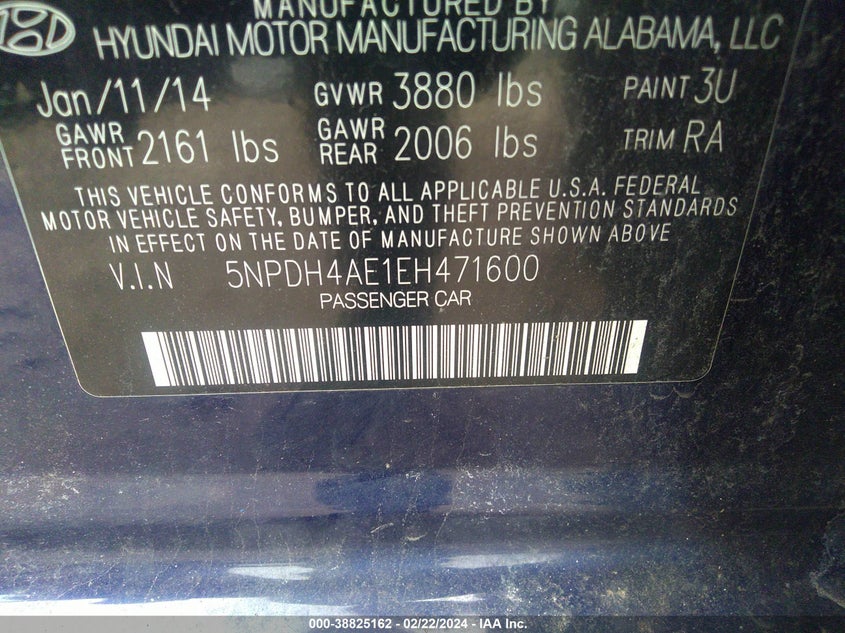 MANUFACTURED BY
HYUNDAI MOTOR MANUFACTURING ALABAMA, LLC
Jan/11/14 GVWR 3880 lbs PAINT 3U
GAWR FRONT 2161 lbs GAWR REAR 2006 lbs TRIM RA
THIS VEHICLE CONFORMS TO ALL APPLICABLE U.S.A. FEDERAL
MOTOR VEHICLE SAFETY, BUMPER, AND THEFT PREVENTION STANDARDS
IN EFFECT ON THE DATE OF MANUFACTURE SHOWN ABOVE
V.I.N 5NPDH4AE1EH471600
PASSENGER CAR
000-38825162 - 02/22/2024 - IAA Inc.